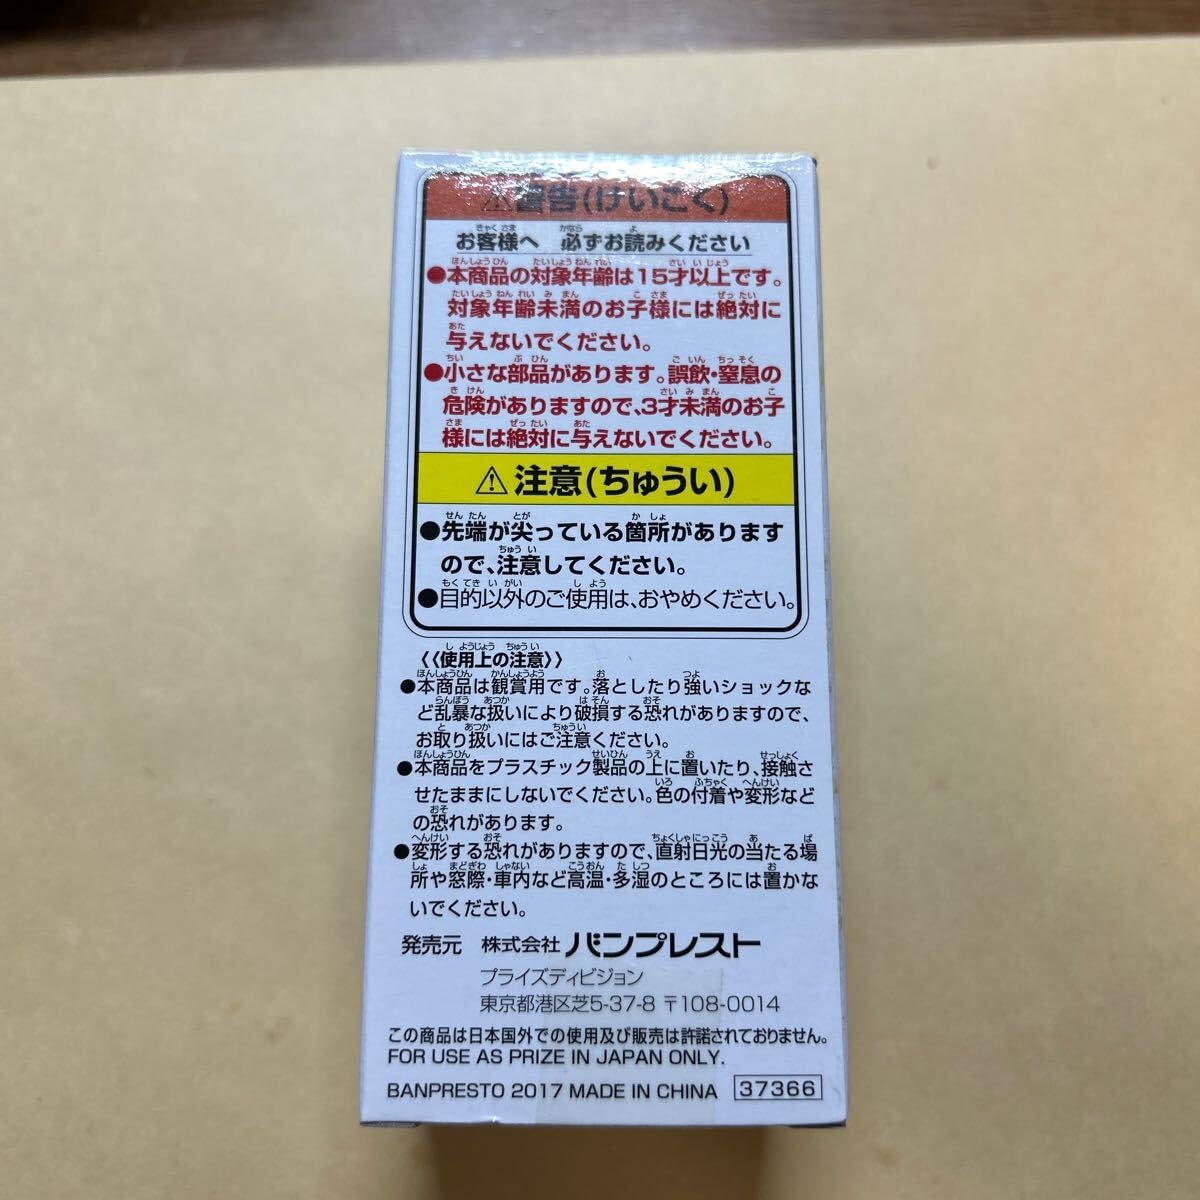 ⚠警告(けいこく)
お客様へ 必ずお読みください
●本商品の対象年齢は15才以上です。
対象年齢未満のお子様には絶対に
与えないでください。
●小さな部品があります。誤飲・窒息の
危険がありますので、3才未満のお子
様には絶対に与えないでください。
⚠注意(ちゅうい)
●先端が尖っている箇所があります
ので、注意してください。
●目的以外のご使用は、おやめください。
〈〈使用上の注意〉〉
●本商品は観賞用です。落としたり強いショックな
ど乱暴な扱いにより破損する恐れがありますので、
お取り扱いにはご注意ください。
●本商品をプラスチック製品の上に置いたり、接触さ
せたままにしないでください。色の付着や変形など
の恐れがあります。
●変形する恐れがありますので、直射日光の当たる場
所や窓際・車内など高温・多湿のところには置かな
いでください。
発売元 株式会社 バンプレスト
プライズディビジョン
東京都港区芝5-37-8 〒108-0014
この商品は日本国外での使用及び販売は許諾されておりません。
FOR USE AS PRIZE IN JAPAN ONLY.
BANPRESTO 2017 MADE IN CHINA 37366